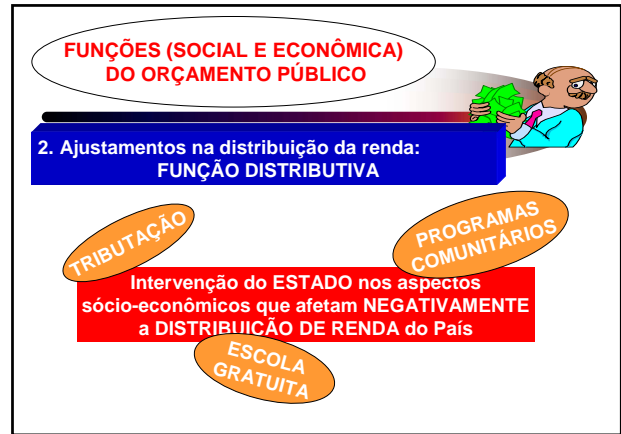 FUNÇÕES (SOCIAL E ECONÔMICA)
DO ORÇAMENTO PÚBLICO
2. Ajustamentos na distribuição da renda:
FUNÇÃO DISTRIBUTIVA
TRIBUTAÇÃO
PROGRAMAS
COMUNITÁRIOS
Intervenção do ESTADO nos aspectos
sócio-econômicos que afetam NEGATIVAMENTE
a DISTRIBUIÇÃO DE RENDA do País
ESCOLA
GRATUITA